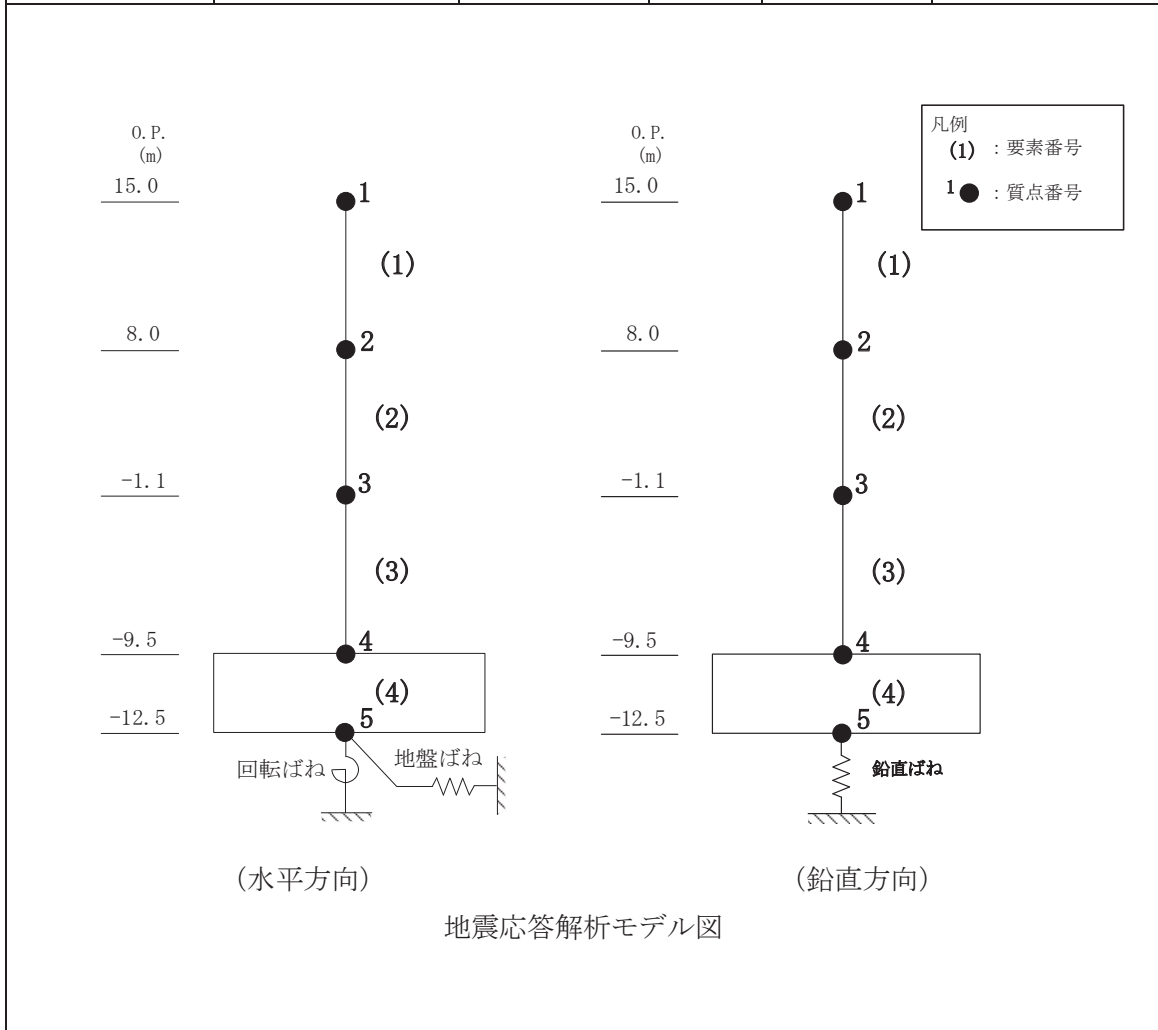 O.P.
(m)
15.0
8.0
-1.1
-9.5
-12.5
1
(1)
2
(2)
3
(3)
4
(4)
5
回転ばね
地盤ばね
(水平方向)
O.P.
(m)
15.0
8.0
-1.1
-9.5
-12.5
1
(1)
2
(2)
3
(3)
4
(4)
5
鉛直ばね
(鉛直方向)
凡例
(1) : 要素番号
1 ● : 質点番号
地震応答解析モデル図